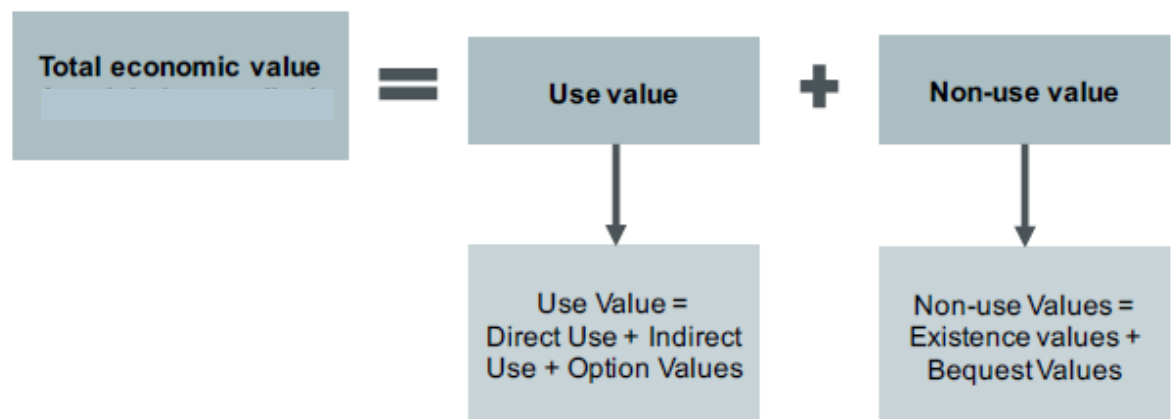 Total economic value
=
Use value
+
Non-use value
Use Value =
Direct Use + Indirect
Use + Option Values
Non-use Values =
Existence values +
Bequest Values